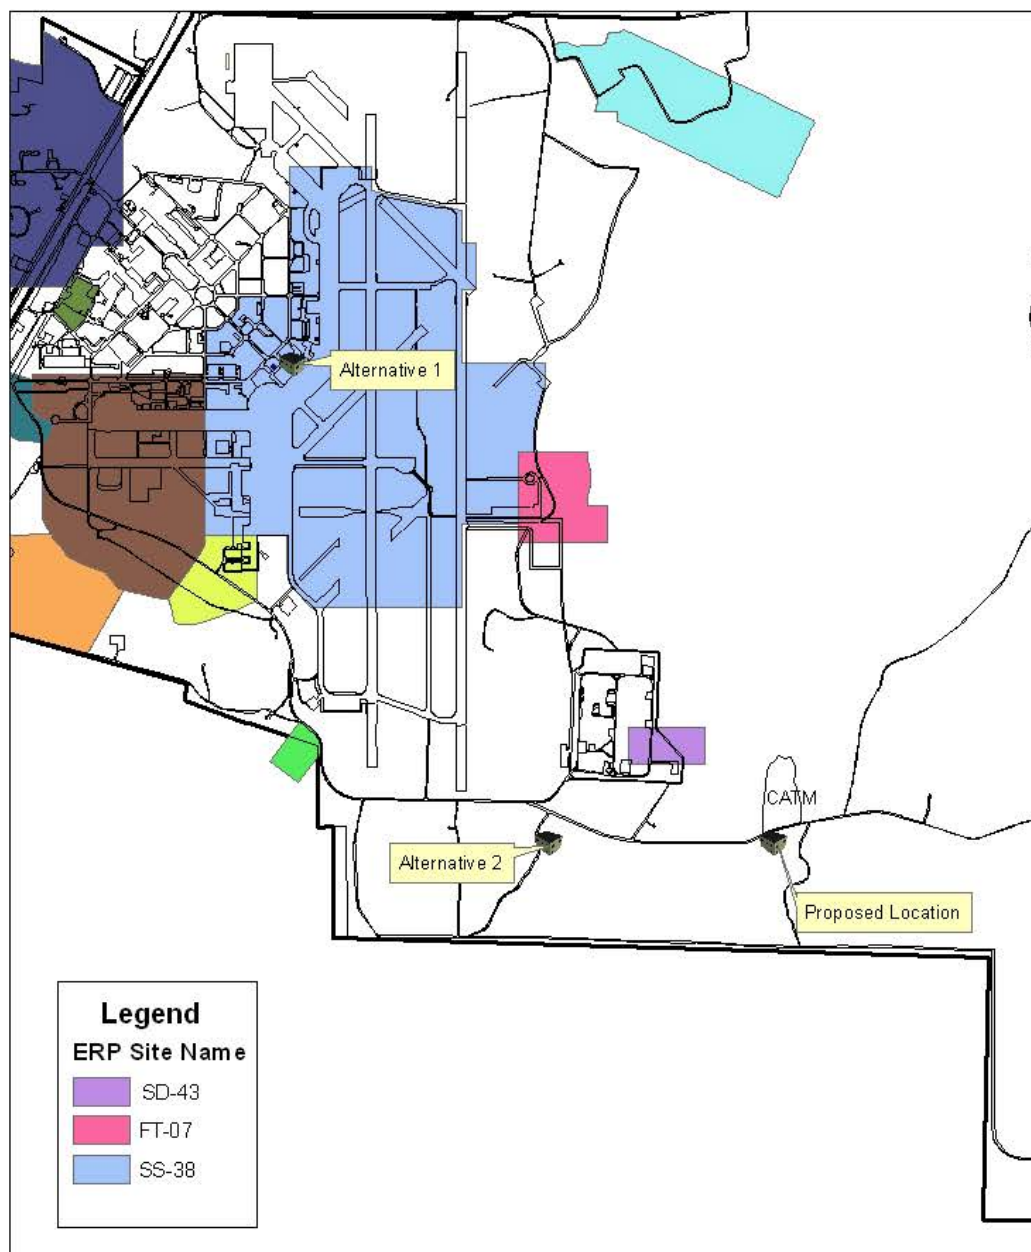 Alternative 1
CATM
Alternative 2
Proposed Location
Legend
ERP Site Name
SD-43
FT-07
SS-38